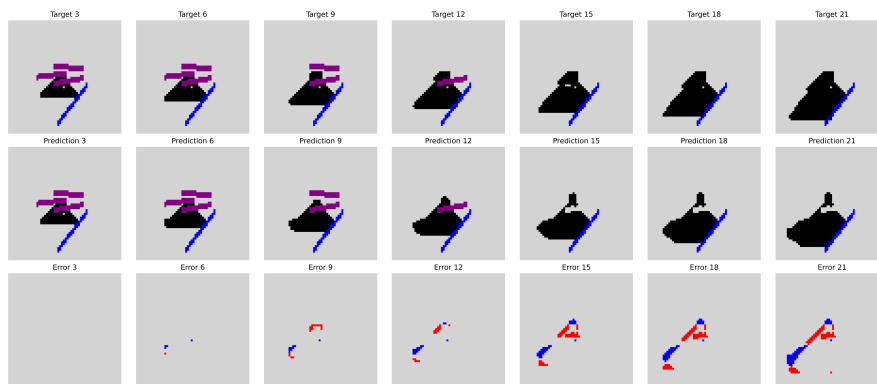 Target 3 Target 6 Target 9 Target 12 Target 15 Target 18 Target 21
Prediction 3 Prediction 6 Prediction 9 Prediction 12 Prediction 15 Prediction 18 Prediction 21
Error 3 Error 6 Error 9 Error 12 Error 15 Error 18 Error 21